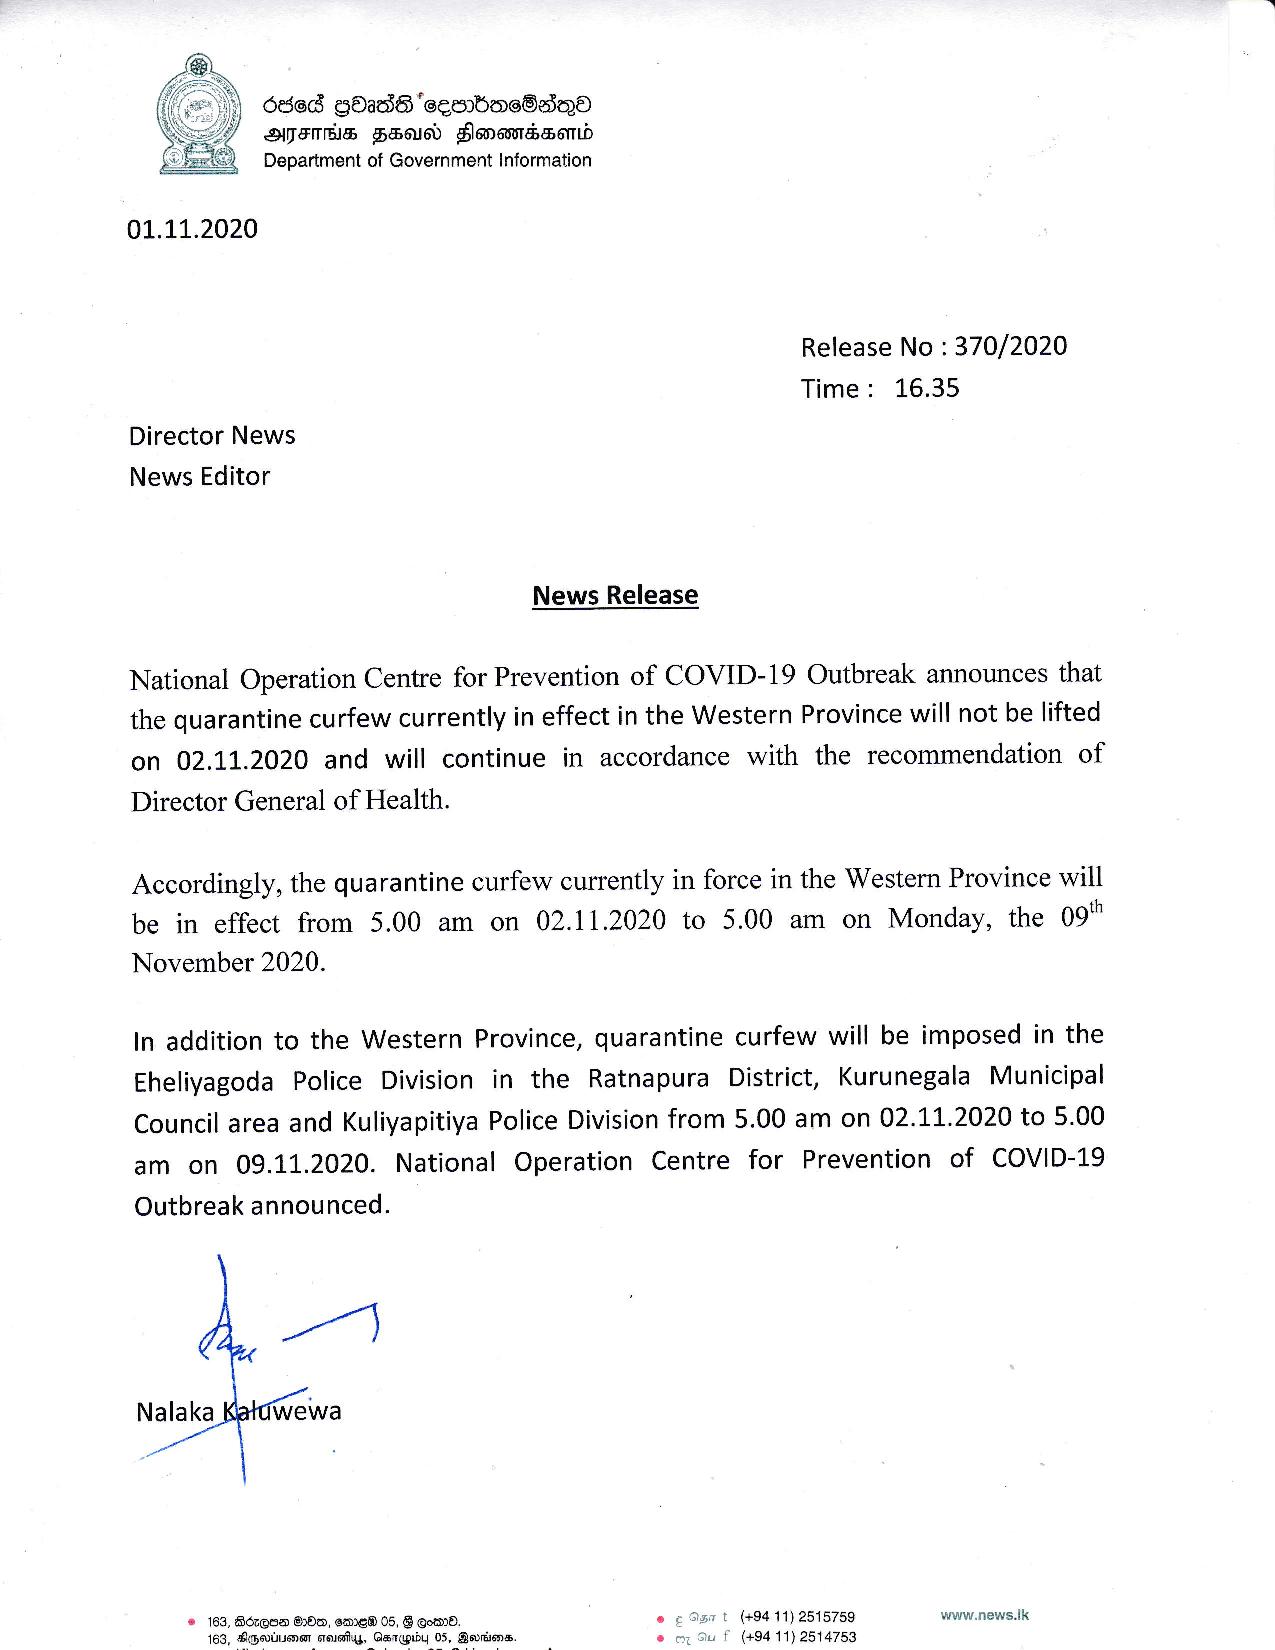 රජයේ ප්‍රවෘත්ති දෙපාර්තමේන්තුව
அரசாங்க தகவல் திணைக்களம்
Department of Government Information
01.11.2020
Release No : 370/2020
Time : 16.35
Director News
News Editor
News Release
National Operation Centre for Prevention of COVID-19 Outbreak announces that
the quarantine curfew currently in effect in the Western Province will not be lifted
on 02.11.2020 and will continue in accordance with the recommendation of
Director General of Health.
Accordingly, the quarantine curfew currently in force in the Western Province will
be in effect from 5.00 am on 02.11.2020 to 5.00 am on Monday, the 09th
November 2020.
In addition to the Western Province, quarantine curfew will be imposed in the
Eheliyagoda Police Division in the Ratnapura District, Kurunegala Municipal
Council area and Kuliyapitiya Police Division from 5.00 am on 02.11.2020 to 5.00
am on 09.11.2020. National Operation Centre for Prevention of COVID-19
Outbreak announced.
Nalaka Kaluwewa
163, කිරුලපන මාවත, කොළඹ 05, ශ්‍රී ලංකාව.
163, கிருலப்பனை எவனியூ, கொழும்பு 05, இலங்கை.
දු தொ t (+94 11) 2515759
ෆැ பெ f (+94 11) 2514753
www.news.lk